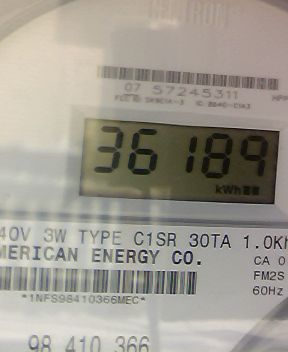 07 57245311
36189
kWh
40V 3W TYPE C1SR 30TA 1.0Kh
MERICAN ENERGY CO.
CA 0
FM2S
60Hz
*1NFS98410366MEC*
98 410 366